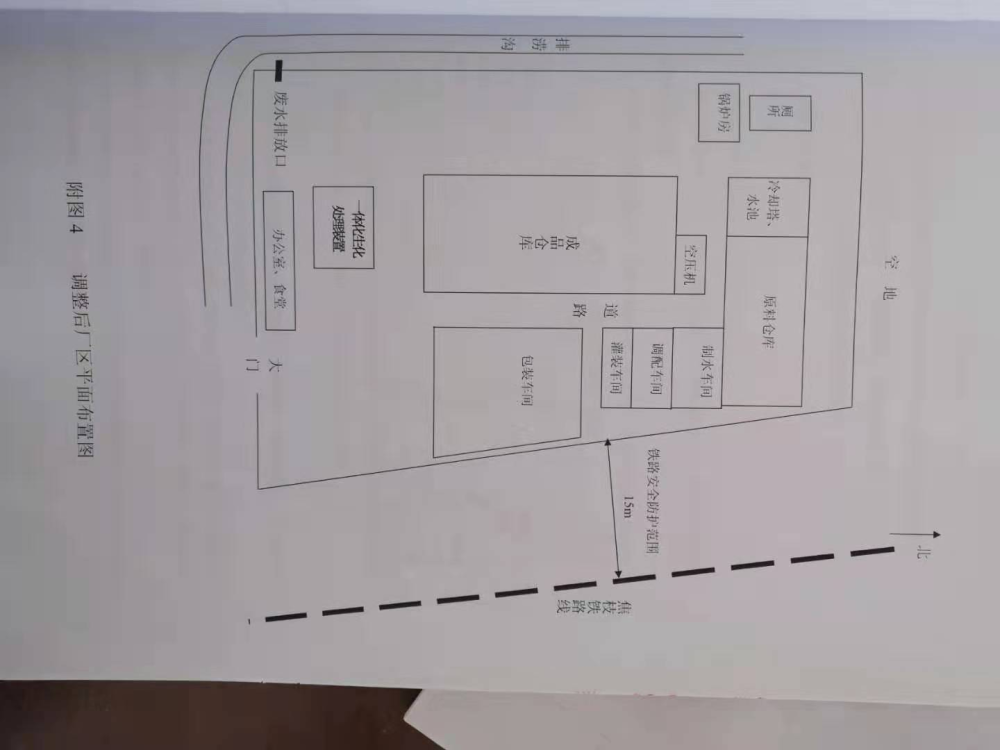 北
空 地
厕所
锅炉房
冷却塔、
水池
原料仓库
空压机
制水车间
调配车间
灌装车间
道路
成品仓库
包装车间
排涝沟
铁路安全防护范围
15m
焦枝铁路线
一体化生化
处理装置
废水排放口
办公室、食堂
大门
附图 4 调整后厂区平面布置图